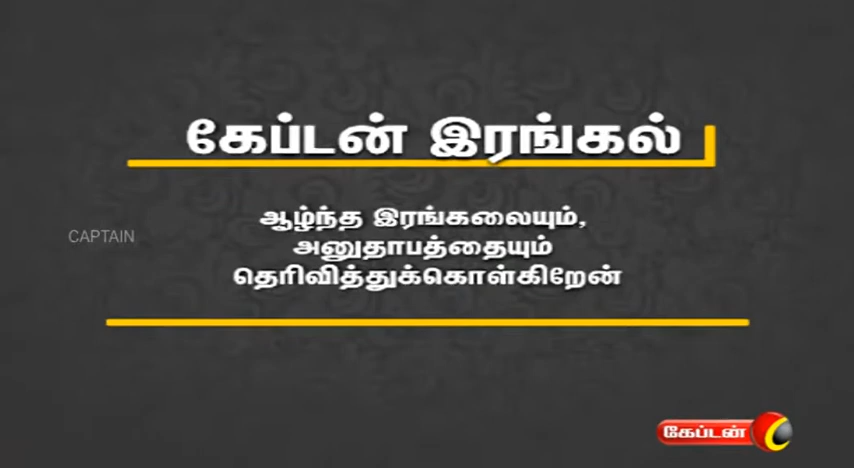 கேப்டன் இரங்கல்
ஆழ்ந்த இரங்கலையும்,
CAPTAIN
அனுதாபத்தையும்
தெரிவித்துக்கொள்கிறேன்
கேப்டன்